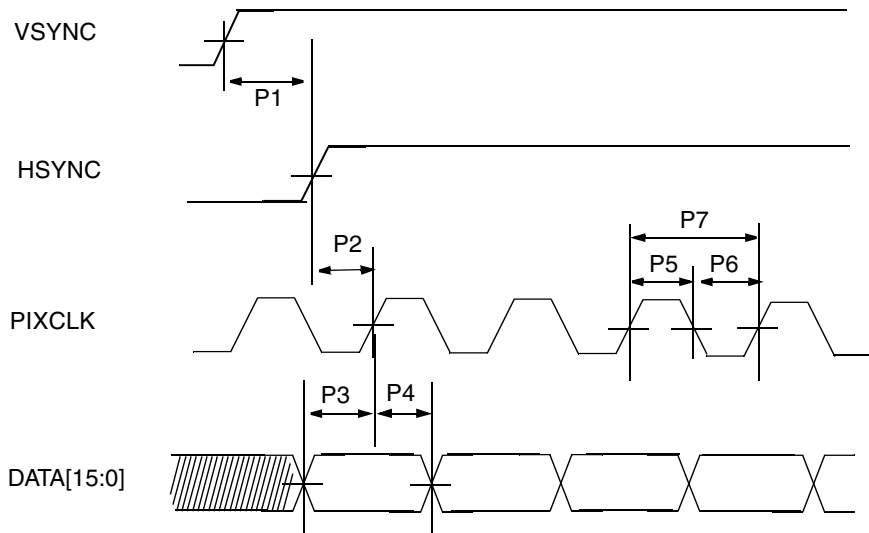 VSYNC
P1
HSYNC
P2
P7
P5
P6
PIXCLK
P3
P4
DATA[15:0]